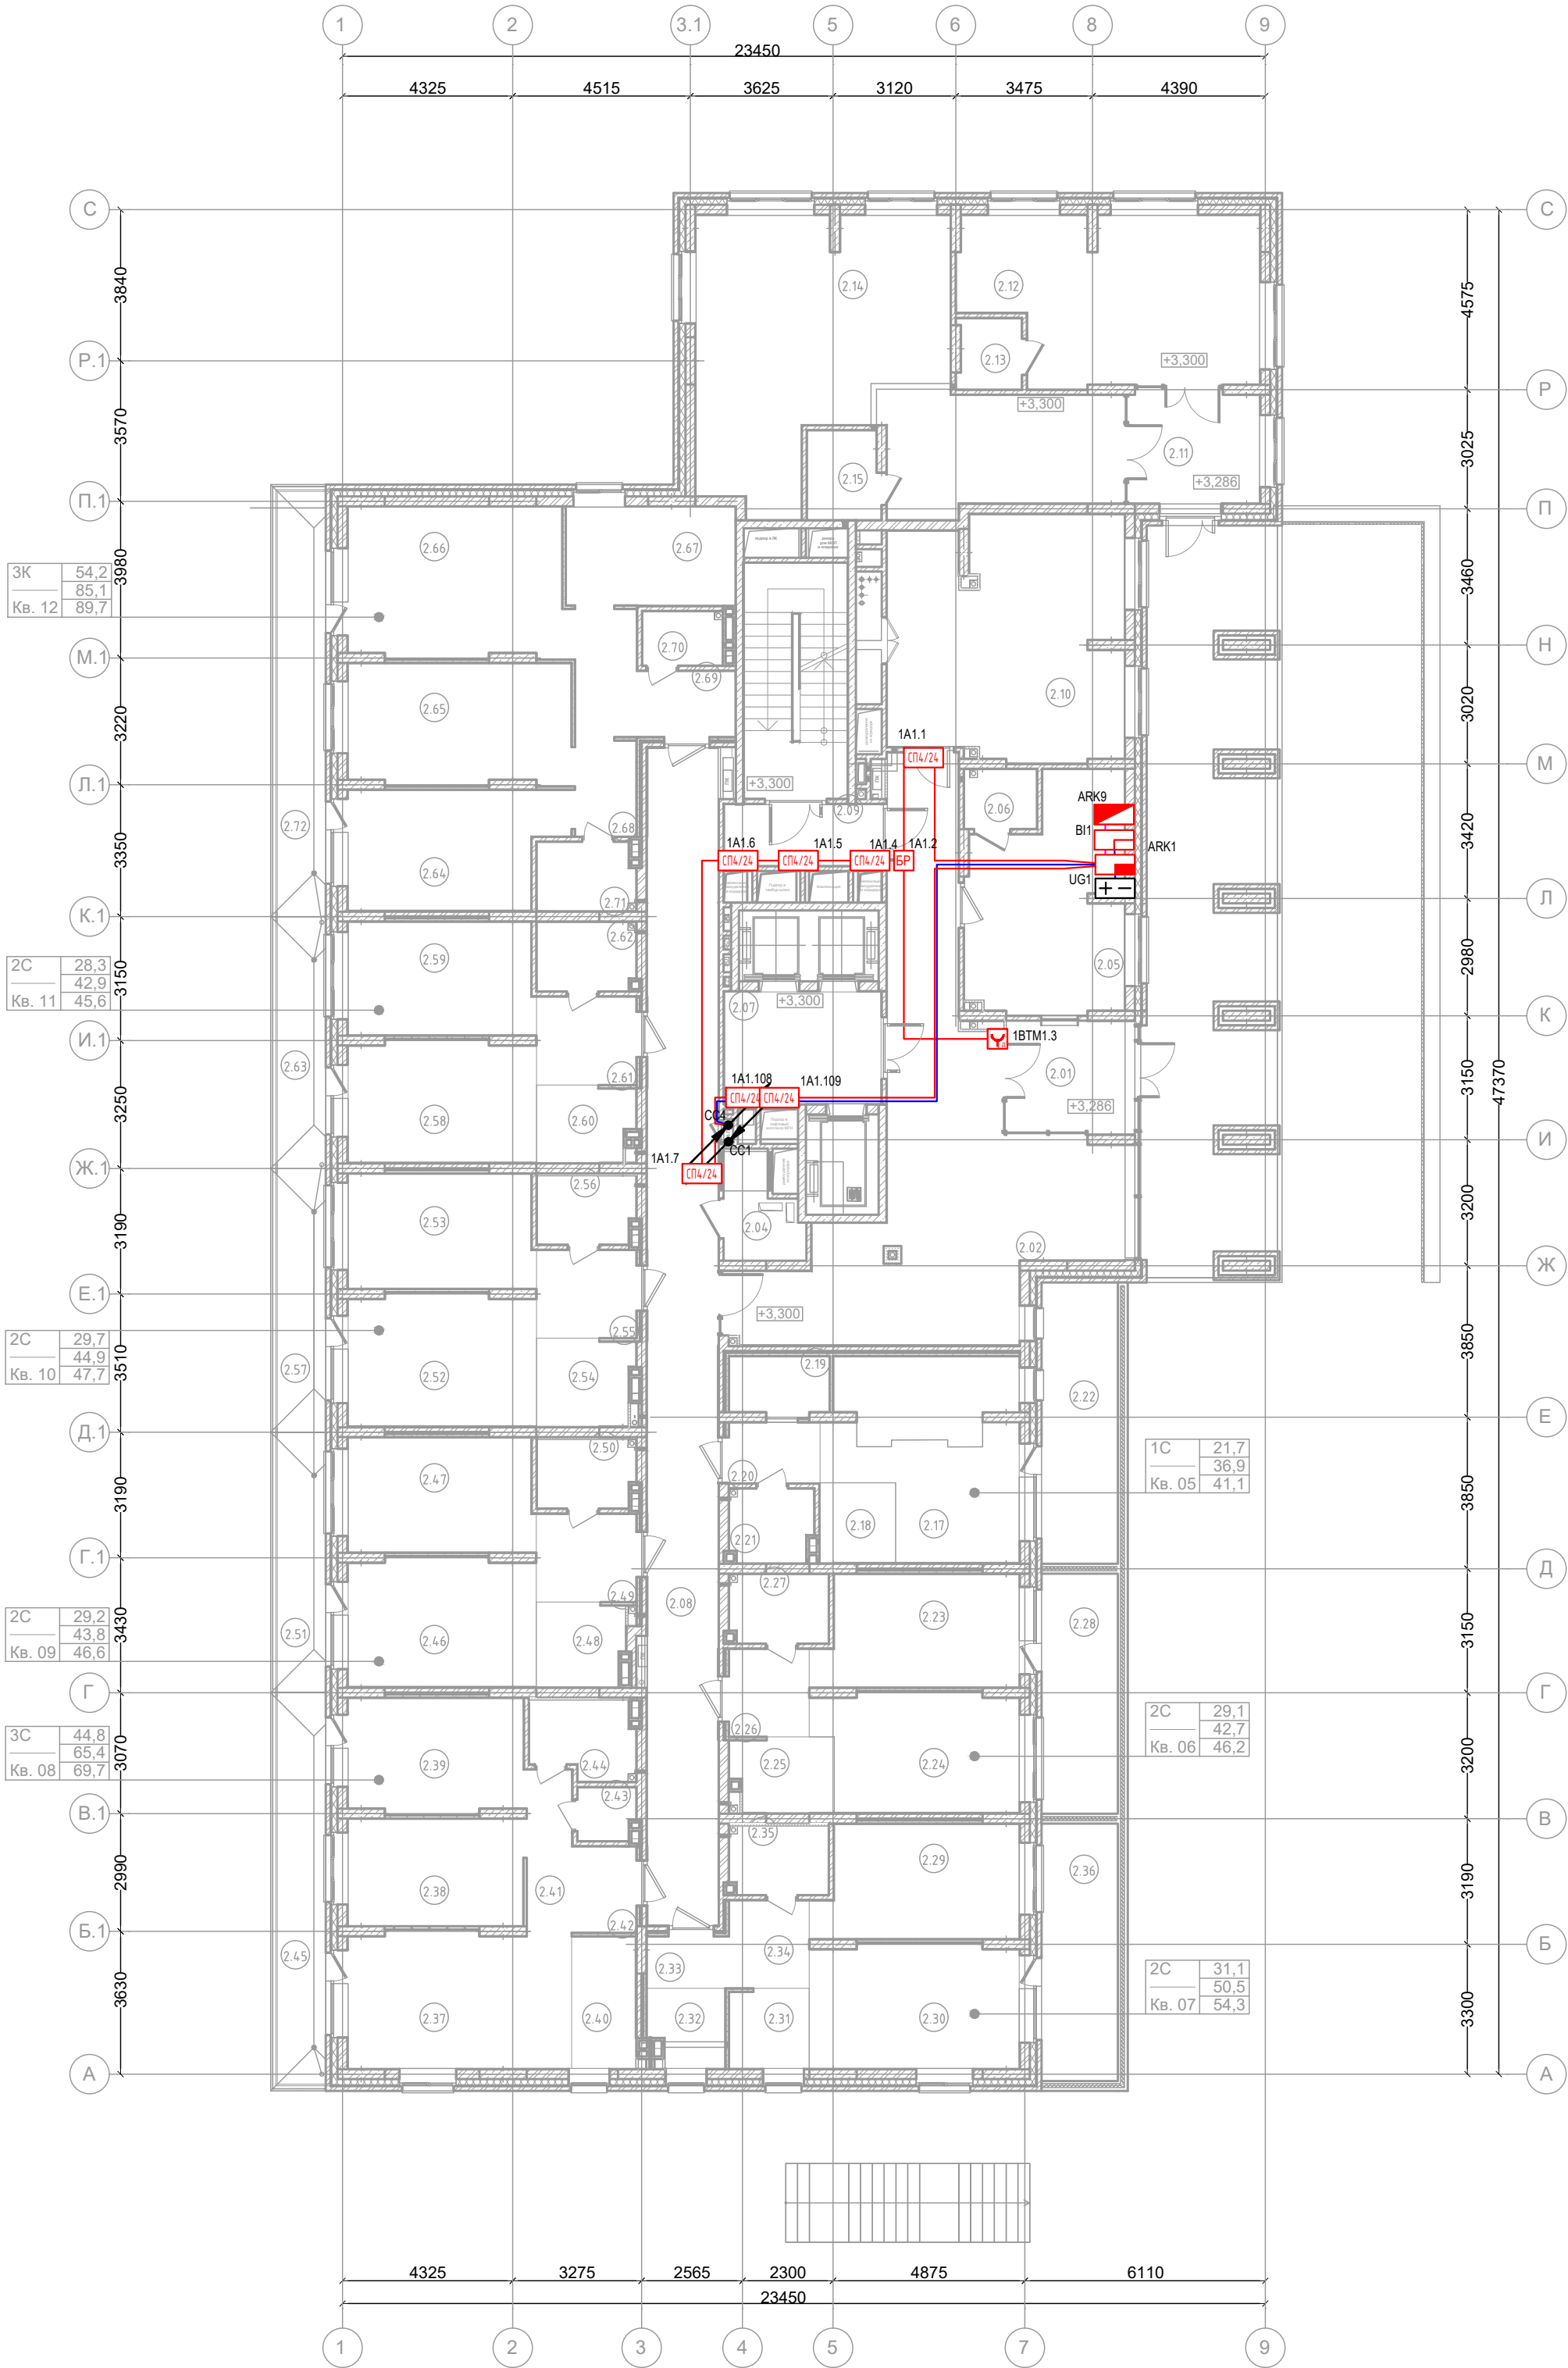 1 2 3.1 5 6 8 9
23450
4325 4515 3625 3120 3475 4390
С С
3840 4575
2.14 2.12
2.13
+3,300
Р.1 Р
+3,300
3570 3025
2.11
2.15
+3,286
П.1 П
2.66 2.67
3980 3460
3К 54,2
85,1
Кв. 12 89,7
2.70 Н
М.1
2.69
2.65 2.10
3220 3020
47370
1А1.1
СП4/24
М
Л.1 +3,300
ARK9
2.09 2.06
2.72 2.68 BI1
3350 3420
1А1.6 1А1.5 1А1.4 1А1.2 ARK1
СП4/24 СП4/24 СП4/24 БР
2.64 UG1
Л
2.71
К.1
2.62
2.59 2.05
2С 28,3
42,9
Кв. 11 45,6
3150 2980
+3,300
2.07
К
И.1
1BTM1.3
2.63 2.61 2.01
3250 3150
1А1.108 1А1.109
СП4/24 СП4/24
+3,286
2.58 2.60
СС4
И
СС1
1А1.7
Ж.1
СП4/24
2.56
2.53 2.04
3190 3200
2.02
Ж
Е.1
+3,300
2С 29,7
44,9
Кв. 10 47,7
2.55
3510 3850
2.57 2.19
2.52 2.54 2.22
Е
Д.1
2.50
1С 21,7
36,9
Кв. 05 41,1
2.47 2.20
3190 3850
2.18 2.17
2.21
Г.1 Д
2.27
2.49 2.08
2С 29,2
43,8
Кв. 09 46,6
2.23 2.28
3430 3150
2.51 2.46 2.48
Г Г
2С 29,1
42,7
Кв. 06 46,2
2.26
3С 44,8
65,4
Кв. 08 69,7
2.39 2.44 2.25 2.24
3070 3200
2.43
В.1 В
2.35
2.29 2.36
2.38 2.41
2990 3190
2.42
Б.1 Б
2.45 2.34
2.33
2С 31,1
50,5
Кв. 07 54,3
3630 3300
2.37 2.40 2.32 2.31 2.30
А А
4325 3275 2565 2300 4875 6110
23450
1 2 3 4 5 7 9